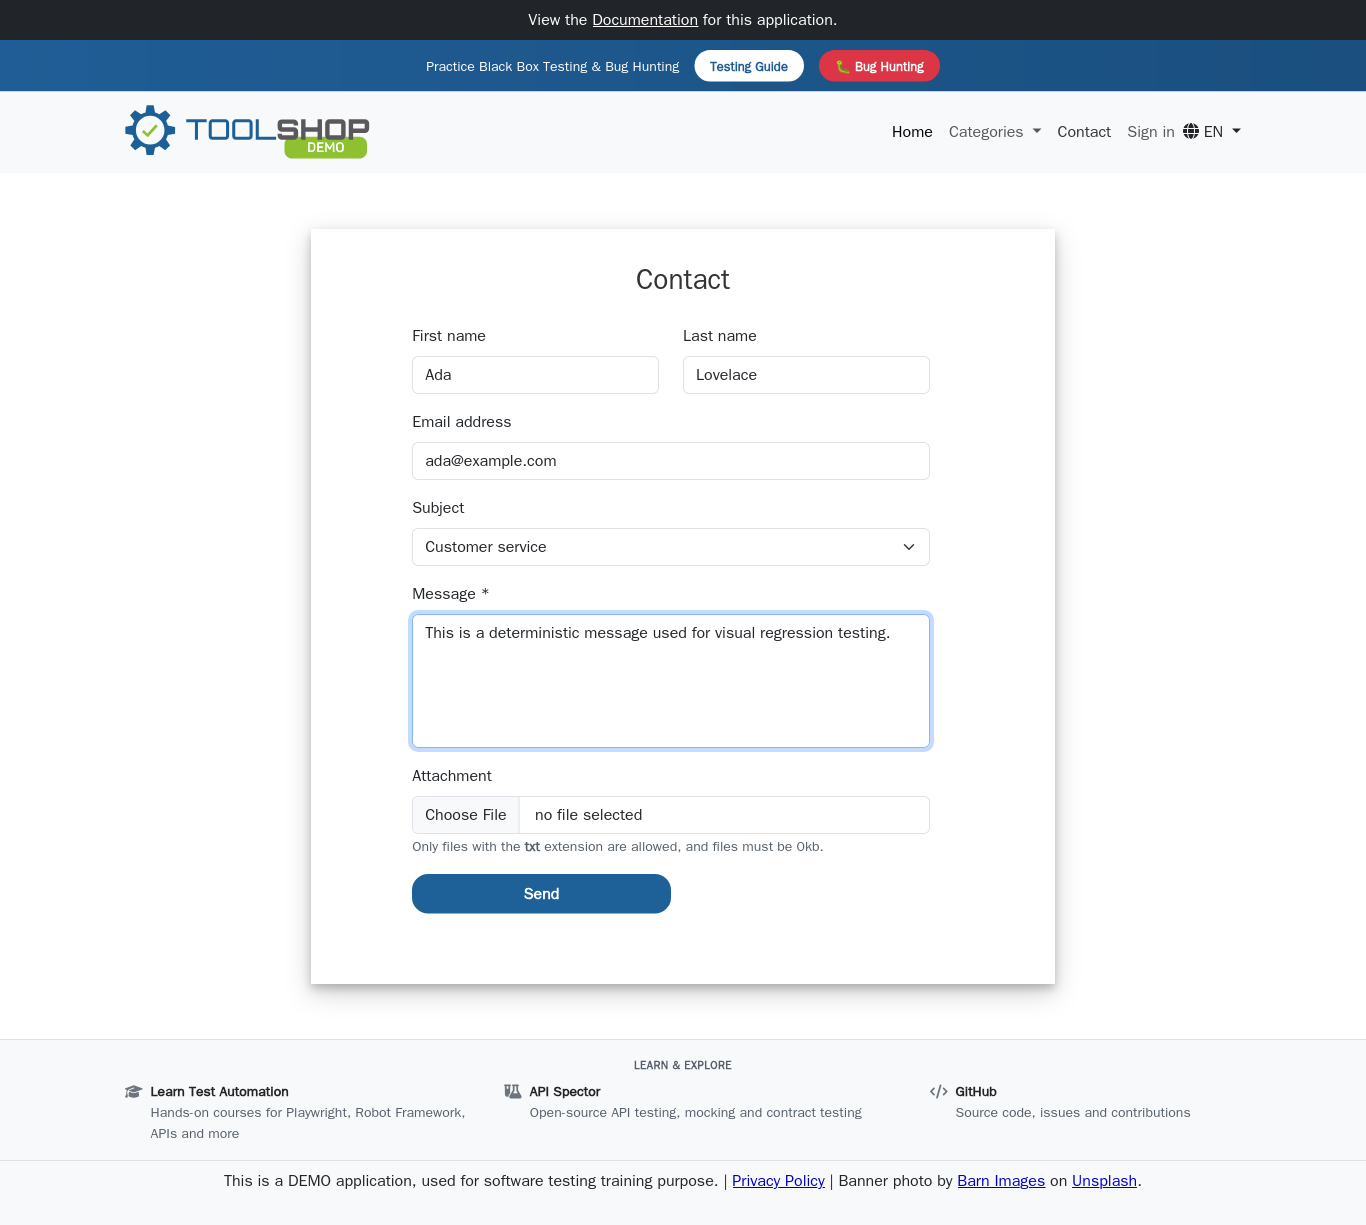 View the Documentation for this application.
Practice Black Box Testing & Bug Hunting Testing Guide 🐛 Bug Hunting
TOOLSHOP
DEMO
Home Categories Contact Sign in EN
Contact
First name Last name
Ada Lovelace
Email address
ada@example.com
Subject
Customer service
Message *
This is a deterministic message used for visual regression testing.
Attachment
Choose File no file selected
Only files with the txt extension are allowed, and files must be 0kb.
Send
LEARN & EXPLORE
Learn Test Automation
Hands-on courses for Playwright, Robot Framework,
APIs and more
API Spector
Open-source API testing, mocking and contract testing
GitHub
Source code, issues and contributions
This is a DEMO application, used for software testing training purpose. | Privacy Policy | Banner photo by Barn Images on Unsplash.